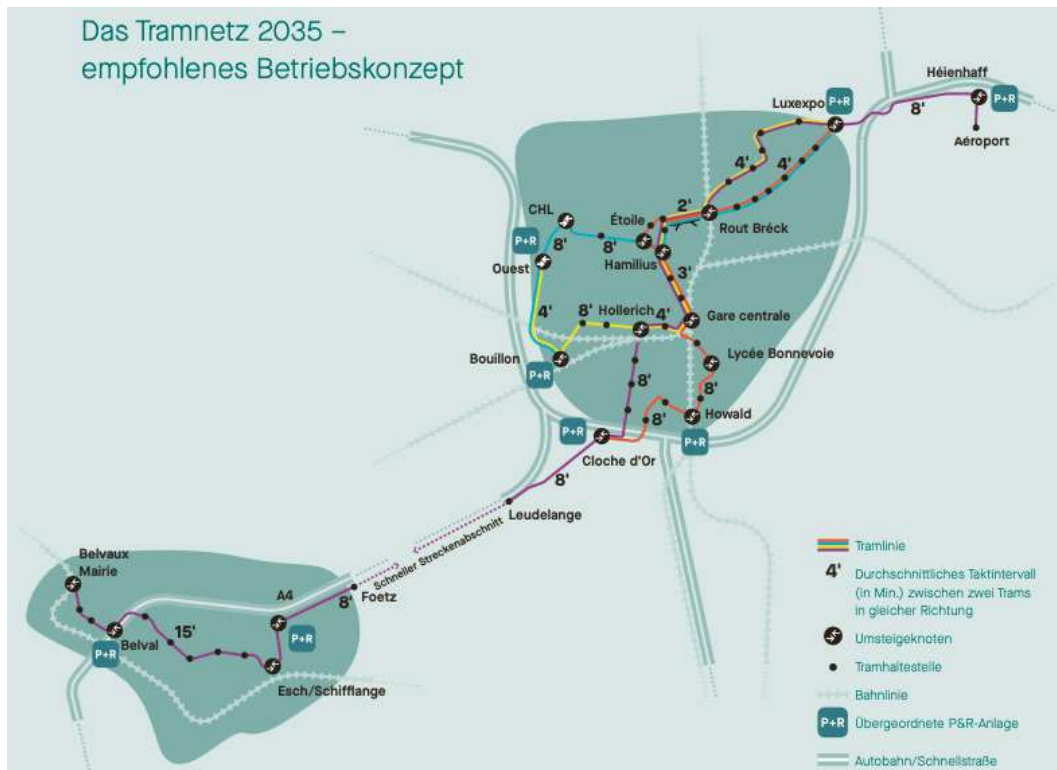 Das Tramnetz 2035 –
empfohlenes Betriebskonzept
Héienhaff
P+R
Luxexpo
P+R
8'
Aéroport
4'
4'
CHL
Étoile
2'
Rout Bréck
P+R
8'
8'
Ouest
Hamilius
3'
4'
8'
Hollerich
4'
Gare centrale
Bouillon
Lycée Bonnevoie
P+R
8'
8'
P+R
8'
Howald
P+R
Cloche d'Or
8'
Leudelange
Schneller Streckenabschnitt
Belvaux
Mairie
A4
8'
Foetz
15'
P+R
Belval
P+R
Esch/Schifflange
Tramlinie
4'
Durchschnittliches Taktintervall
(in Min.) zwischen zwei Trams
in gleicher Richtung
Umsteigeknoten
Tramhaltestelle
Bahnlinie
P+R
Übergeordnete P&R-Anlage
Autobahn/Schnellstraße